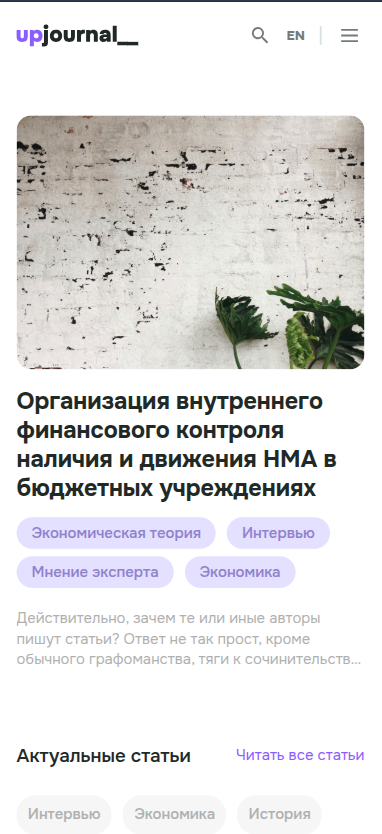 upjournal__
EN
Организация внутреннего
финансового контроля
наличия и движения НМА в
бюджетных учреждениях
Экономическая теория
Интервью
Мнение эксперта
Экономика
Действительно, зачем те или иные авторы
пишут статьи? Ответ не так прост, кроме
обычного графоманства, тяги к сочинительств...
Актуальные статьи
Читать все статьи
Интервью
Экономика
История